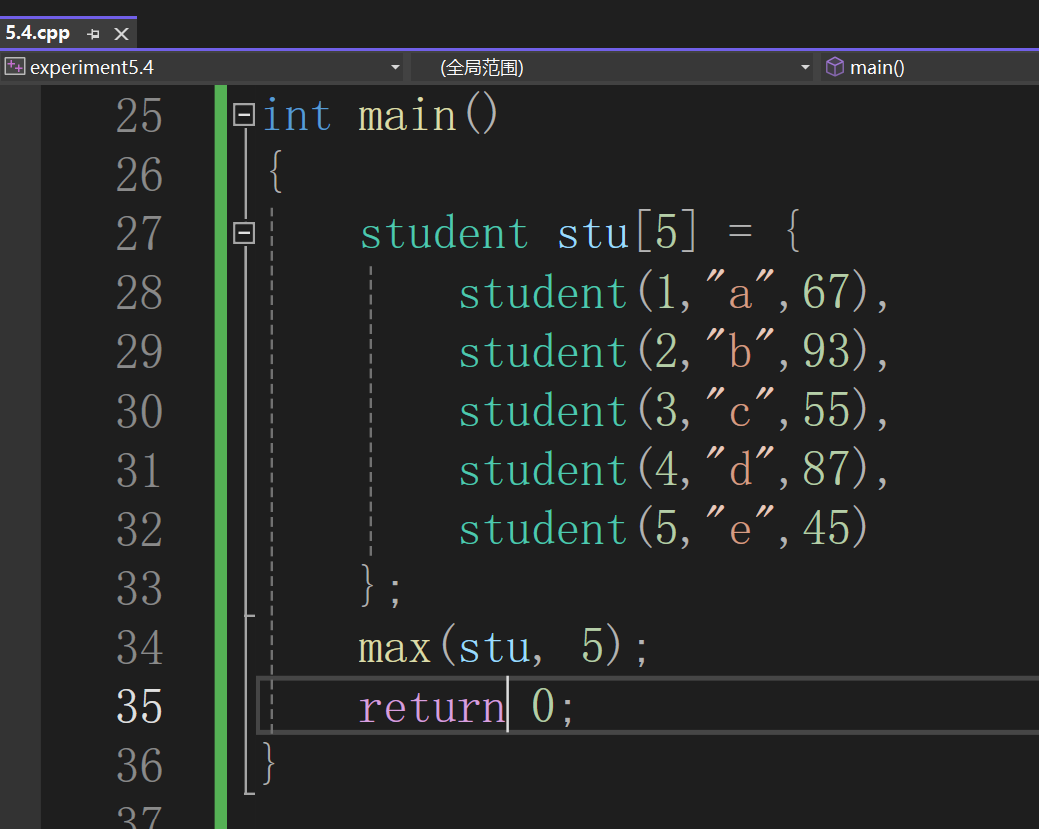 5.4.cpp
experiment5.4 (全局范围) main()
25 int main()
26 {
27 student stu[5] = {
28 student(1,"a",67),
29 student(2,"b",93),
30 student(3,"c",55),
31 student(4,"d",87),
32 student(5,"e",45)
33 };
34 max(stu, 5);
35 return 0;
36 }
37